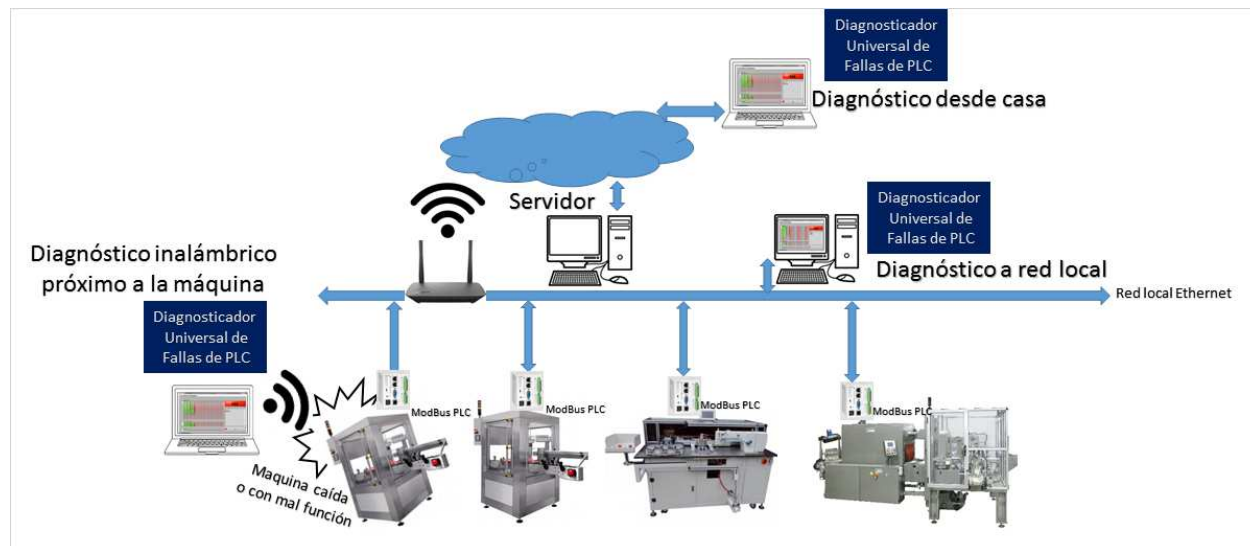 Diagnosticador
Universal de
Fallas de PLC
Diagnóstico desde casa
Servidor
Diagnosticador
Universal de
Fallas de PLC
Diagnóstico a red local
Diagnóstico inalámbrico
próximo a la máquina
Red local Ethernet
Diagnosticador
Universal de
Fallas de PLC
ModBus PLC
ModBus PLC
ModBus PLC
ModBus PLC
Maquina caída
o con mal función